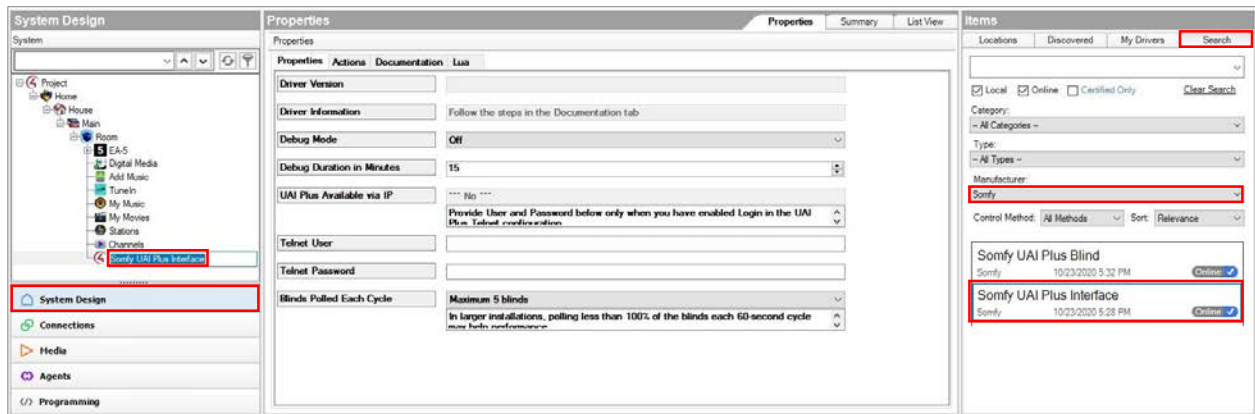 System Design
System
Project
Home
House
Main
Room
EA-5
Digital Media
Add Music
TuneIn
My Music
My Movies
Stations
Channels
Somfy UAI Plus Interface
System Design
Connections
Media
Agents
Programming
Properties
Properties Summary List View
Properties
Properties Actions Documentation Lua
Driver Version
Driver Information Follow the steps in the Documentation tab
Debug Mode Off
Debug Duration in Minutes 15
UAI Plus Available via IP *** No ***
Provide User and Password below only when you have enabled Login in the UAI
Plus Telnet configuration
Telnet User
Telnet Password
Blinds Polled Each Cycle Maximum 5 blinds
In larger installations, polling less than 100% of the blinds each 60-second cycle
may help performance
Items
Locations Discovered My Drivers Search
Local Online Certified Only Clear Search
Category:
-- All Categories --
Type:
-- All Types --
Manufacturer:
Somfy
Control Method: All Methods Sort: Relevance
Somfy UAI Plus Blind
Somfy 10/23/2020 5:32 PM Online
Somfy UAI Plus Interface
Somfy 10/23/2020 5:28 PM Online